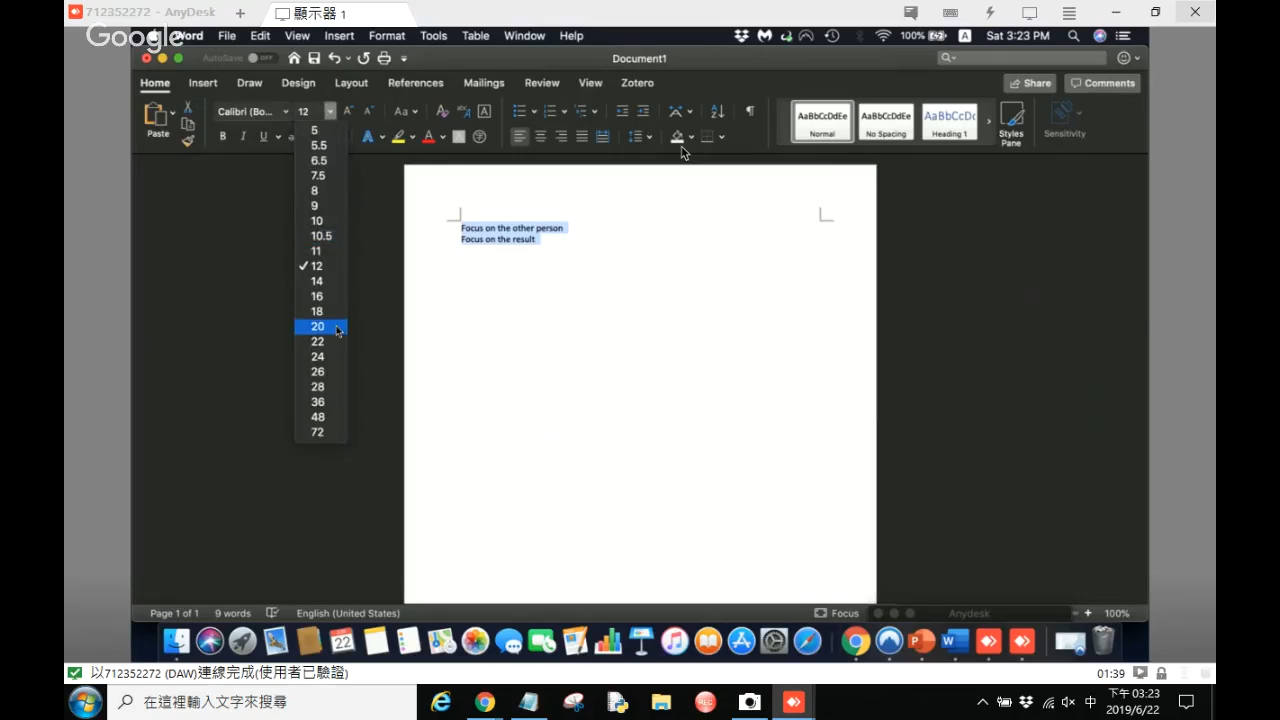 712352272 - AnyDesk
+
顯示器 1
Google
Word File Edit View Insert Format Tools Table Window Help
100% A Sat 3:23 PM
AutoSave OFF
Document1
Home Insert Draw Design Layout References Mailings Review View Zotero
Share Comments
Paste
Calibri (Bo... 12
B I U
AaBbCcDdEe AaBbCcDdEe AaBbCcDc
Normal No Spacing Heading 1
Styles
Pane
Sensitivity
5
5.5
6.5
7.5
8
9
10
10.5
11
12
14
16
18
20
22
24
26
28
36
48
72
Focus on the other person
Focus on the result
Page 1 of 1 9 words English (United States)
Focus Anydesk 100%
22
以712352272 (DAW)連線完成(使用者已驗證)
01:39
在這裡輸入文字來搜尋
REC
中
下午 03:23
2019/6/22